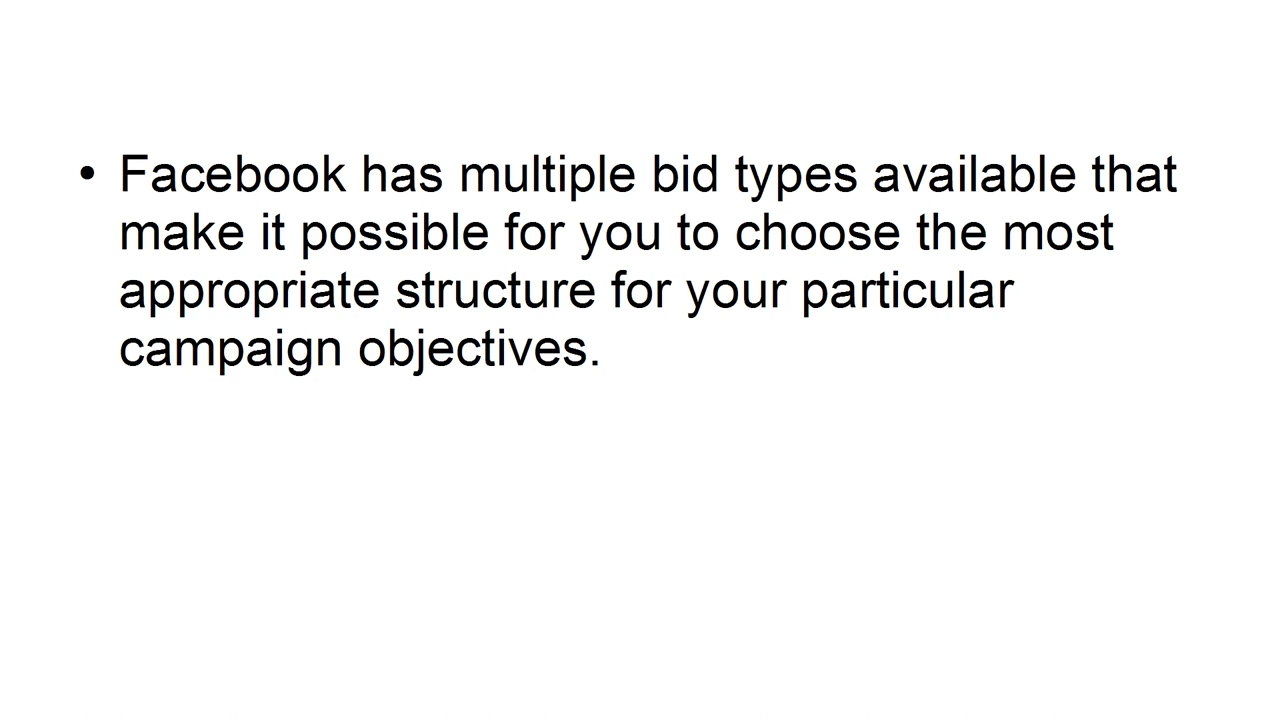 • Facebook has multiple bid types available that
make it possible for you to choose the most
appropriate structure for your particular
campaign objectives.